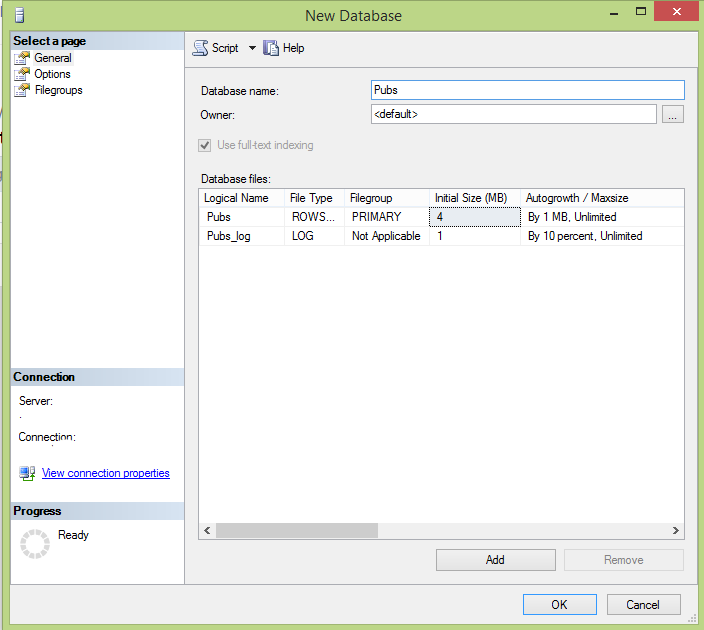 New Database
Select a page
General
Options
Filegroups
Script Help
Database name: Pubs
Owner: <default> ...
Use full-text indexing
Database files:
Logical Name File Type Filegroup Initial Size (MB) Autogrowth / Maxsize
Pubs ROWS... PRIMARY 4 By 1 MB, Unlimited
Pubs_log LOG Not Applicable 1 By 10 percent, Unlimited
Connection
Server:
.
Connection:
View connection properties
Progress
Ready
Add Remove
OK Cancel